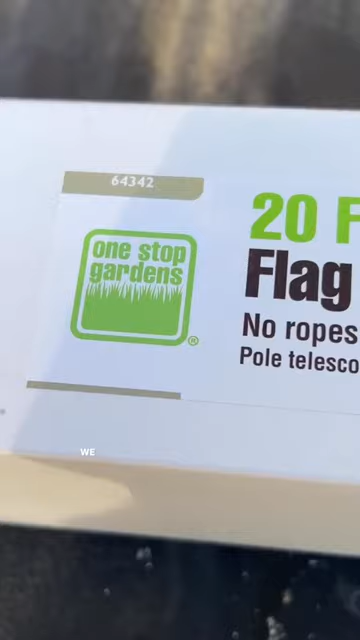 64342
one stop
gardens
®
20 F
Flag
No ropes
Pole telesco
WE